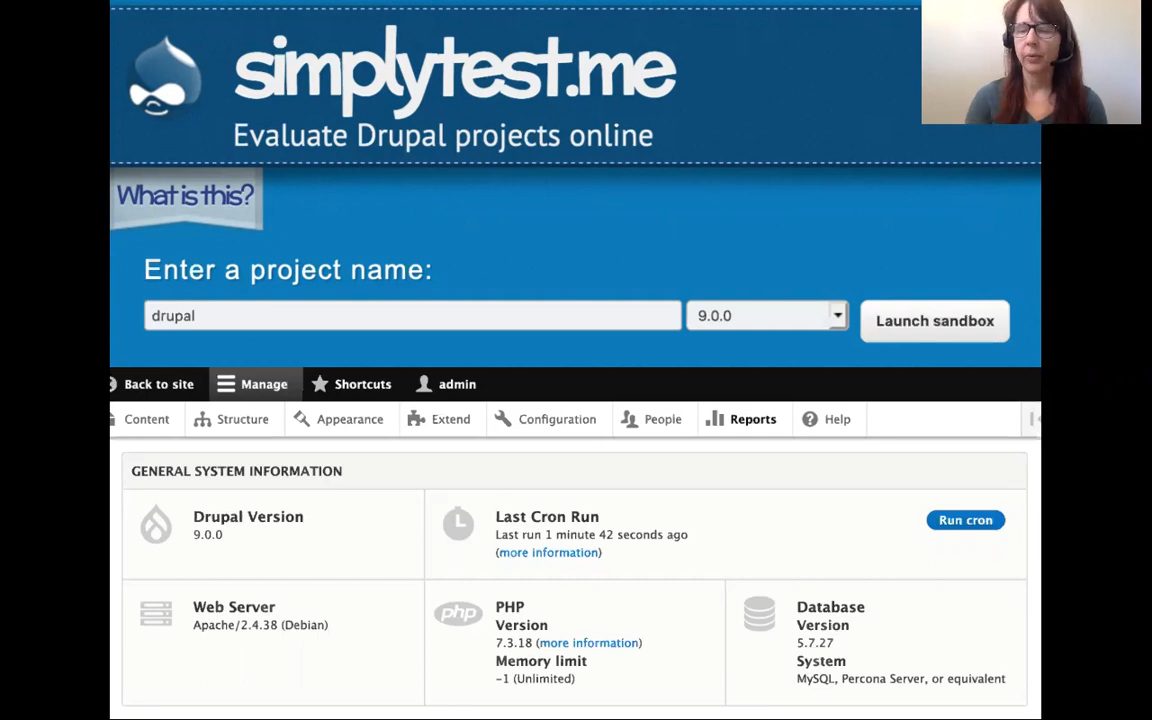 simplytest.me
Evaluate Drupal projects online
What is this?
Enter a project name:
drupal
9.0.0
Launch sandbox
Back to site
Manage
Shortcuts
admin
Content
Structure
Appearance
Extend
Configuration
People
Reports
Help
GENERAL SYSTEM INFORMATION
Drupal Version
9.0.0
Last Cron Run
Last run 1 minute 42 seconds ago
(more information)
Run cron
Web Server
Apache/2.4.38 (Debian)
php
PHP
Version
7.3.18 (more information)
Memory limit
-1 (Unlimited)
Database
Version
5.7.27
System
MySQL, Percona Server, or equivalent